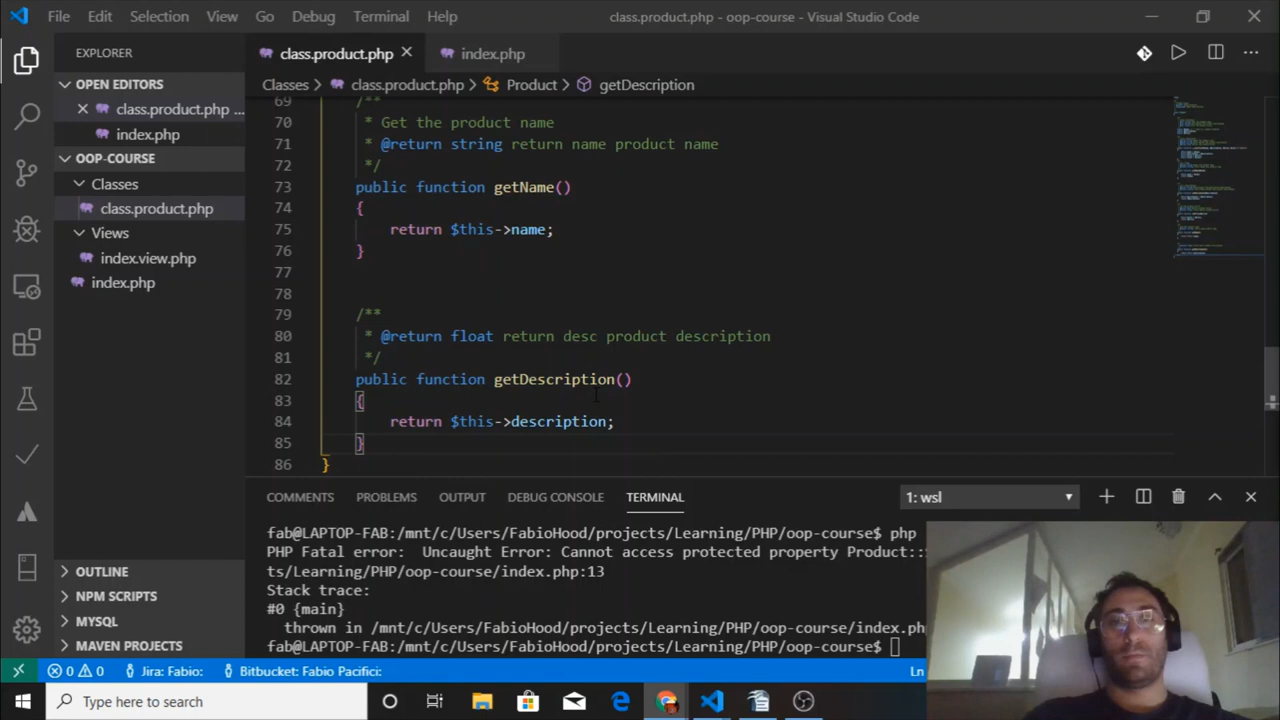 File Edit Selection View Go Debug Terminal Help class.product.php - oop-course - Visual Studio Code
EXPLORER class.product.php index.php
OPEN EDITORS
class.product.php ...
index.php
OOP-COURSE
Classes
class.product.php
Views
index.view.php
index.php
OUTLINE
NPM SCRIPTS
MYSQL
MAVEN PROJECTS
Classes > class.product.php > Product > getDescription
69 /**
70 * Get the product name
71 * @return string return name product name
72 */
73 public function getName()
74 {
75 return $this->name;
76 }
77
78
79 /**
80 * @return float return desc product description
81 */
82 public function getDescription()
83 {
84 return $this->description;
85 }
86 }
COMMENTS PROBLEMS OUTPUT DEBUG CONSOLE TERMINAL 1: wsl
fab@LAPTOP-FAB:/mnt/c/Users/FabioHood/projects/Learning/PHP/oop-course$ php
PHP Fatal error:  Uncaught Error: Cannot access protected property Product::
ts/Learning/PHP/oop-course/index.php:13
Stack trace:
#0 {main}
thrown in /mnt/c/Users/FabioHood/projects/Learning/PHP/oop-course/index.php
fab@LAPTOP-FAB:/mnt/c/Users/FabioHood/projects/Learning/PHP/oop-course$
0 0 Jira: Fabio: Bitbucket: Fabio Pacifici: Ln
Type here to search